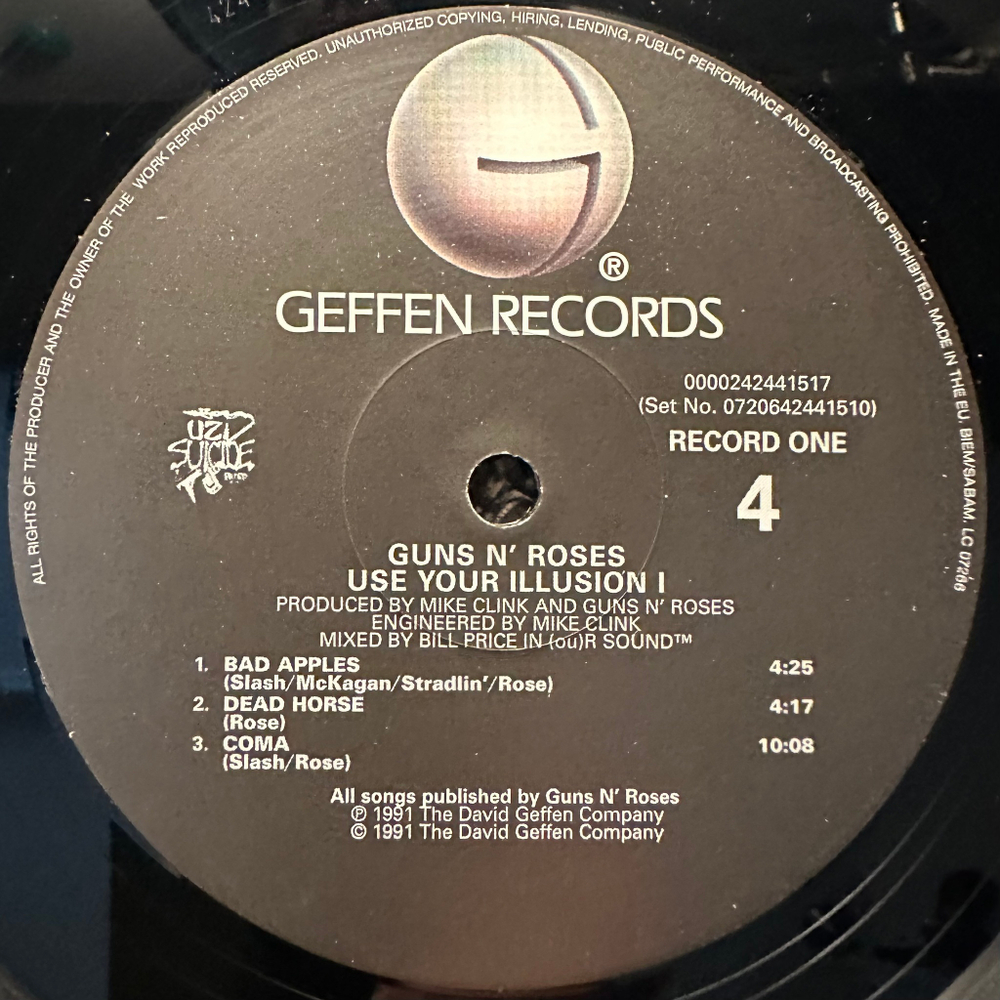 424
ALL RIGHTS OF THE PRODUCER AND THE OWNER OF THE WORK REPRODUCED RESERVED. UNAUTHORIZED COPYING, HIRING, LENDING, PUBLIC PERFORMANCE AND BROADCASTING PROHIBITED. MADE IN THE EU. BIEM/SABAM. LC 07266
G
®
GEFFEN RECORDS
0000242441517
(Set No. 0720642441510)
RECORD ONE
UZI
SUICIDE
4
GUNS N' ROSES
USE YOUR ILLUSION I
PRODUCED BY MIKE CLINK AND GUNS N' ROSES
ENGINEERED BY MIKE CLINK
MIXED BY BILL PRICE IN (ou)R SOUND™
1. BAD APPLES 4:25
(Slash/McKagan/Stradlin'/Rose)
2. DEAD HORSE 4:17
(Rose)
3. COMA 10:08
(Slash/Rose)
All songs published by Guns N' Roses
℗ 1991 The David Geffen Company
© 1991 The David Geffen Company